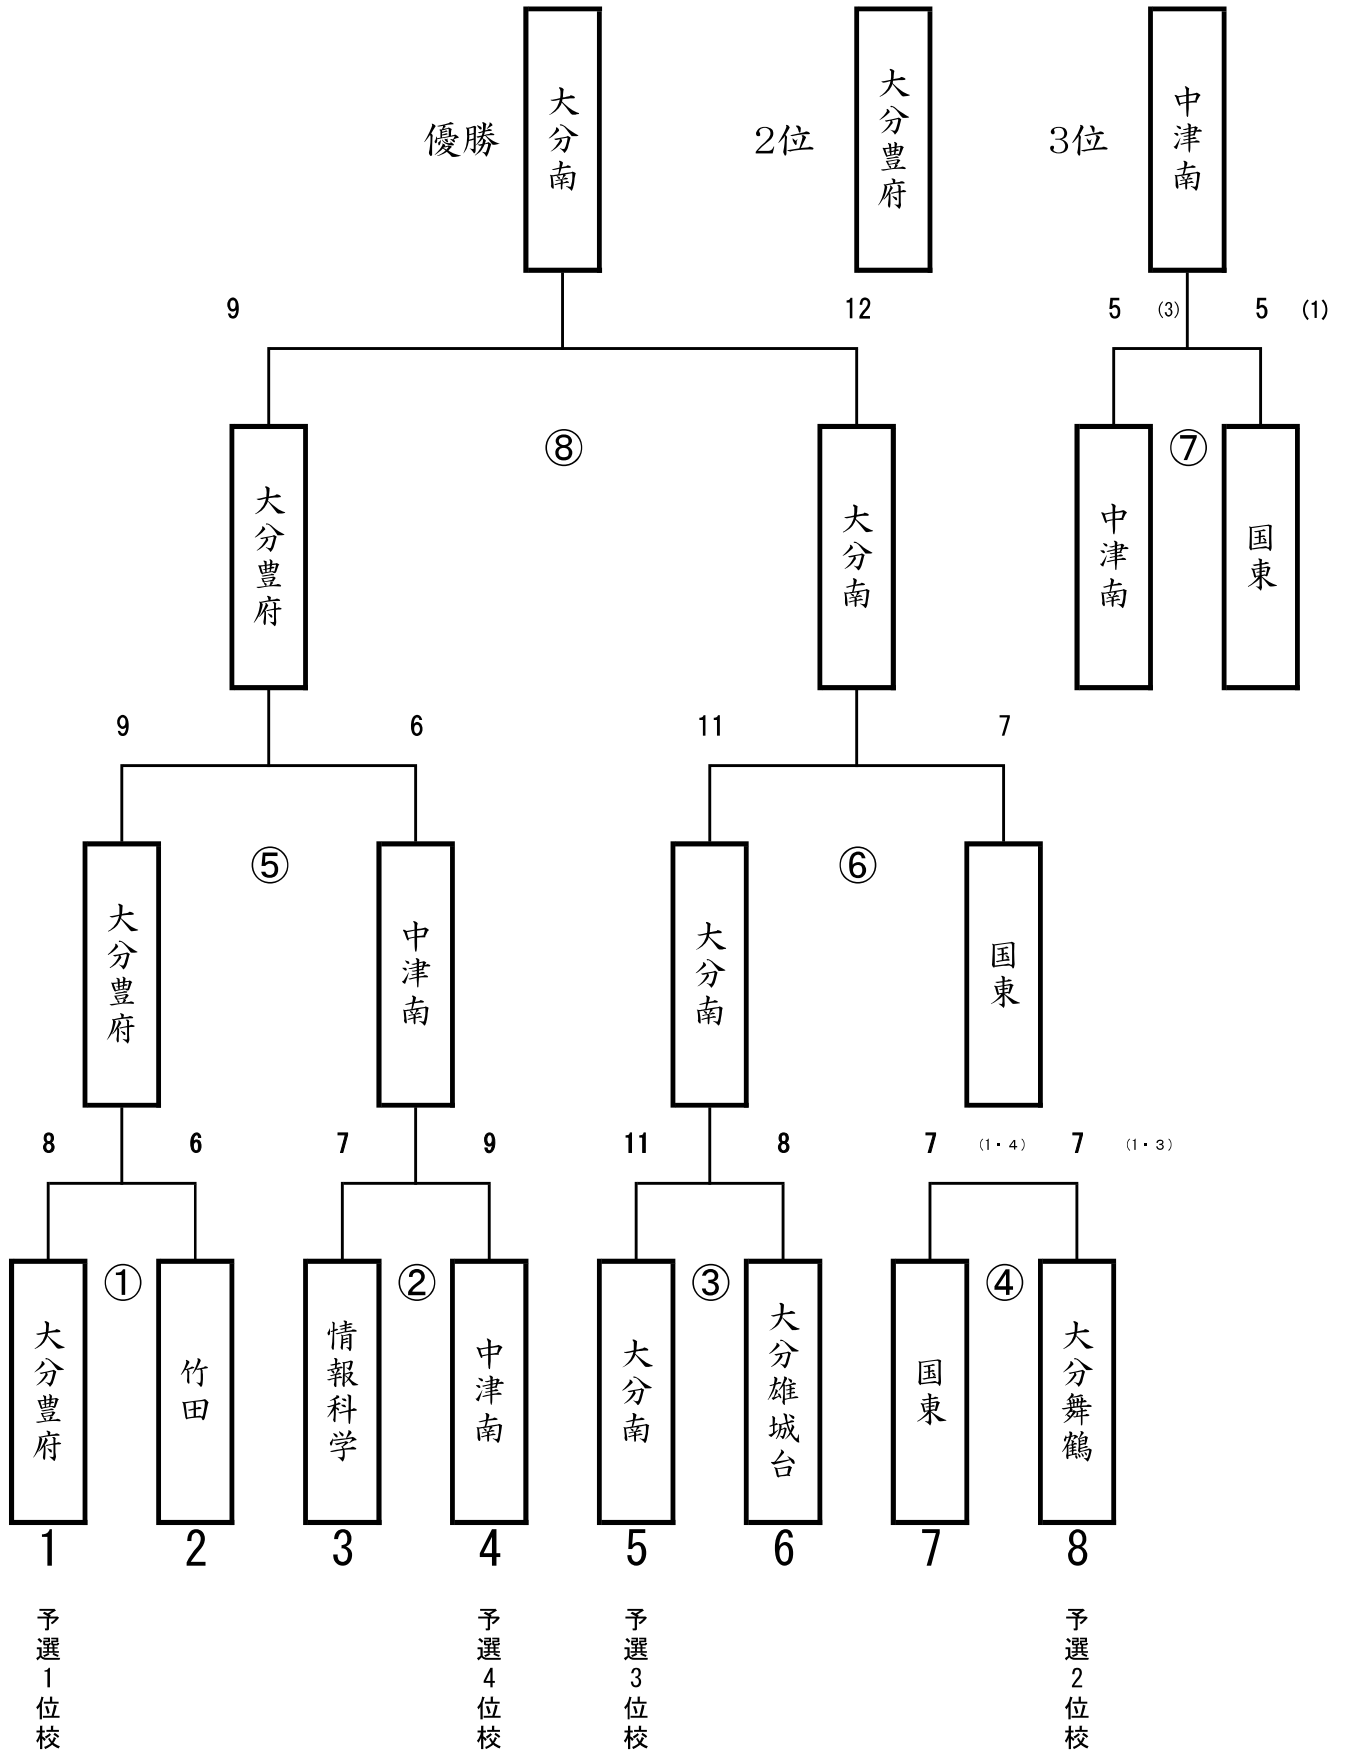 優勝
大分南
2位
大分豊府
3位
中津南
9
12
5
(3)
5
(1)
大分豊府
⑧
大分南
中津南
⑦
国東
9
6
11
7
大分豊府
⑤
中津南
大分南
⑥
国東
8
6
7
9
11
8
7
(1・4)
7
(1・3)
大分豊府
①
竹田
情報科学
②
中津南
大分南
③
大分雄城台
国東
④
大分舞鶴
1
2
3
4
5
6
7
8
予選1位校
予選4位校
予選3位校
予選2位校